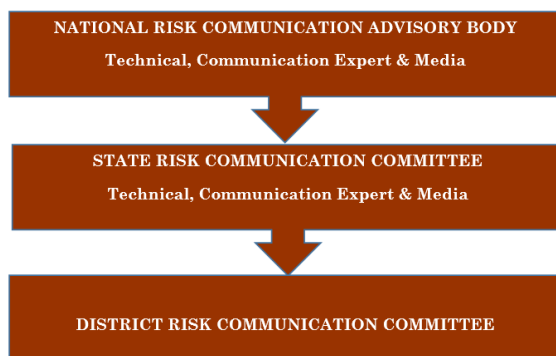 NATIONAL RISK COMMUNICATION ADVISORY BODY
Technical, Communication Expert & Media
STATE RISK COMMUNICATION COMMITTEE
Technical, Communication Expert & Media
DISTRICT RISK COMMUNICATION COMMITTEE